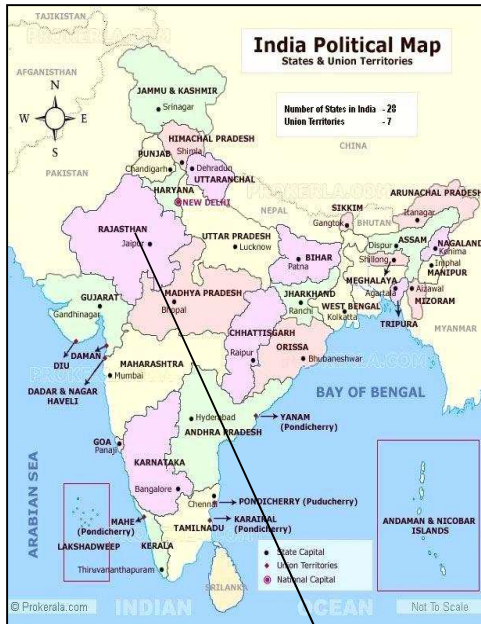 TAJIKISTAN
India Political Map
States & Union Territories
AFGANISTHAN
N
W
E
S
JAMMU & KASHMIR
Srinagar
Number of States in India - 28
Union Territories - 7
HIMACHAL PRADESH
Shimla
CHINA
PUNJAB
Chandigarh
Dehradun
UTTARANCHAL
PAKISTAN
HARYANA
NEW DELHI
PROKERLA.COM
ARUNACHAL PRADESH
NEPAL
SIKKIM
Gangtok
BHUTAN
Itanagar
RAJASTHAN
Jaipur
UTTAR PRADESH
Lucknow
Dispur
ASSAM
NAGALAND
Kohima
BIHAR
Patna
Shillong
Imphal
MEGHALAYA
MANIPUR
Agartala
Aizawal
MIZORAM
TRIPURA
GUJARAT
Gandhinagar
MADHYA PRADESH
Bhopal
JHARKHAND
Ranchi
WEST BENGAL
Kolkatta
MYANMAR
CHHATTISGARH
Raipur
ORISSA
Bhubaneshwar
DIU
DAMAN
DADAR & NAGAR
HAVELI
MAHARASHTRA
Mumbai
BAY OF BENGAL
Hyderabad
ANDHRA PRADESH
YANAM
(Pondicherry)
GOA
Panaji
KARNATAKA
Bangalore
ARABIAN SEA
Chennai
PONDICHERRY (Puducherry)
KARAIRAL
(Pondicherry)
MAHE
(Pondicherry)
TAMILNADU
LAKSHADWEEP
KERALA
Thiruvananthapuram
ANDAMAN & NICOBAR
ISLANDS
State Capital
Union Territories
National Capital
SRILANKA
© Prokerala.com
INDIAN OCEAN
Not To Scale